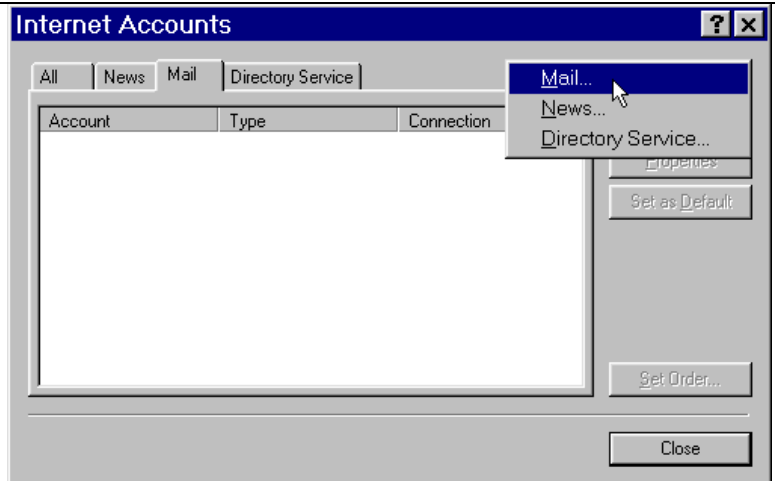 Internet Accounts
All News Mail Directory Service
Mail...
News...
Directory Service...
Account Type Connection
Properties
Set as Default
Set Order...
Close